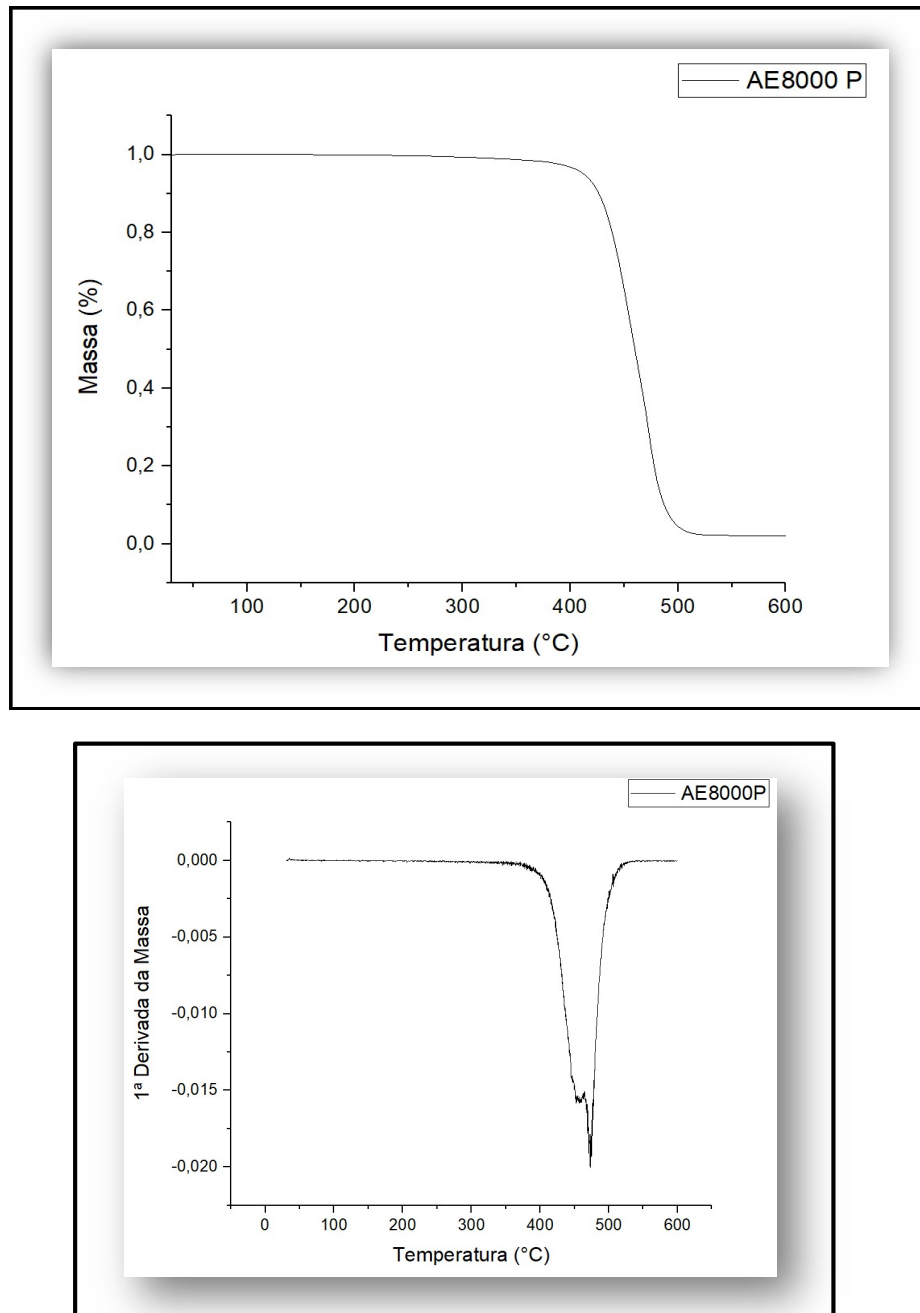 AE8000 P
1,0
0,8
0,6
0,4
0,2
0,0
Massa (%)
100 200 300 400 500 600
Temperatura (°C)
AE8000P
0,000
-0,005
-0,010
-0,015
-0,020
1ª Derivada da Massa
0 100 200 300 400 500 600
Temperatura (°C)